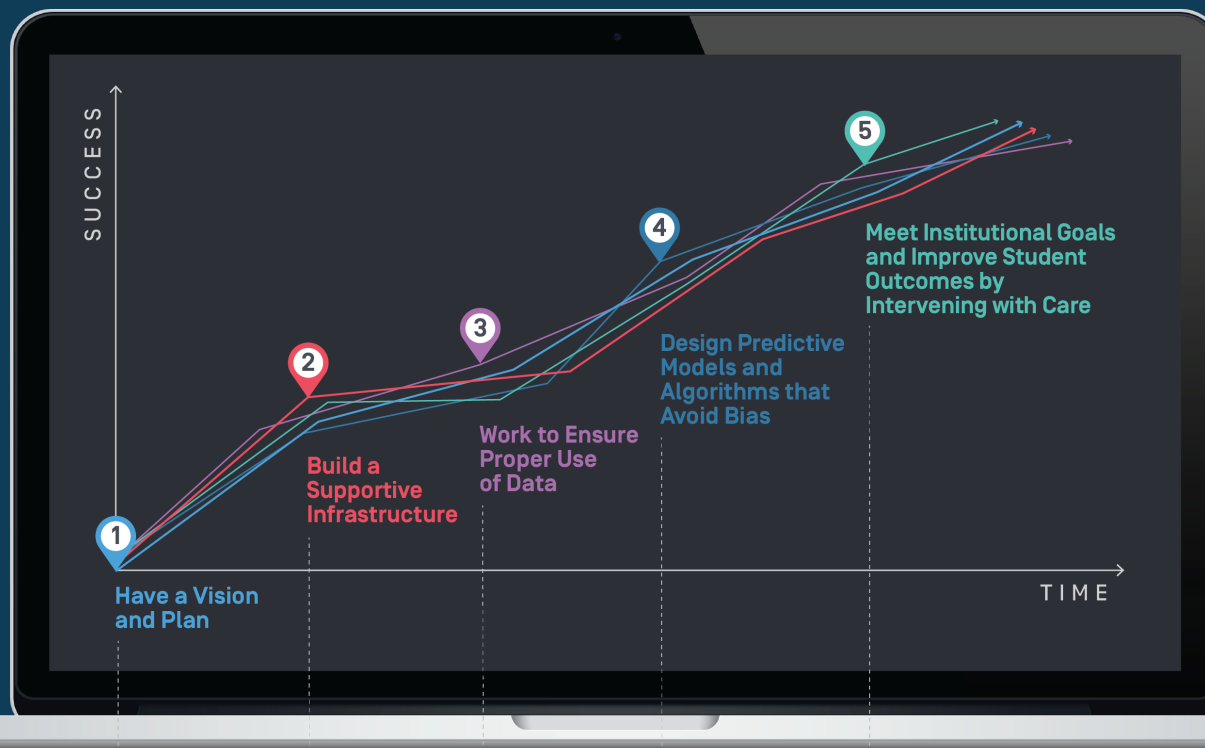 SUCCESS
5
4
Meet Institutional Goals
and Improve Student
Outcomes by
Intervening with Care
3
Design Predictive
Models and
Algorithms that
Avoid Bias
2
Work to Ensure
Proper Use
of Data
Build a
Supportive
Infrastructure
1
TIME
Have a Vision
and Plan